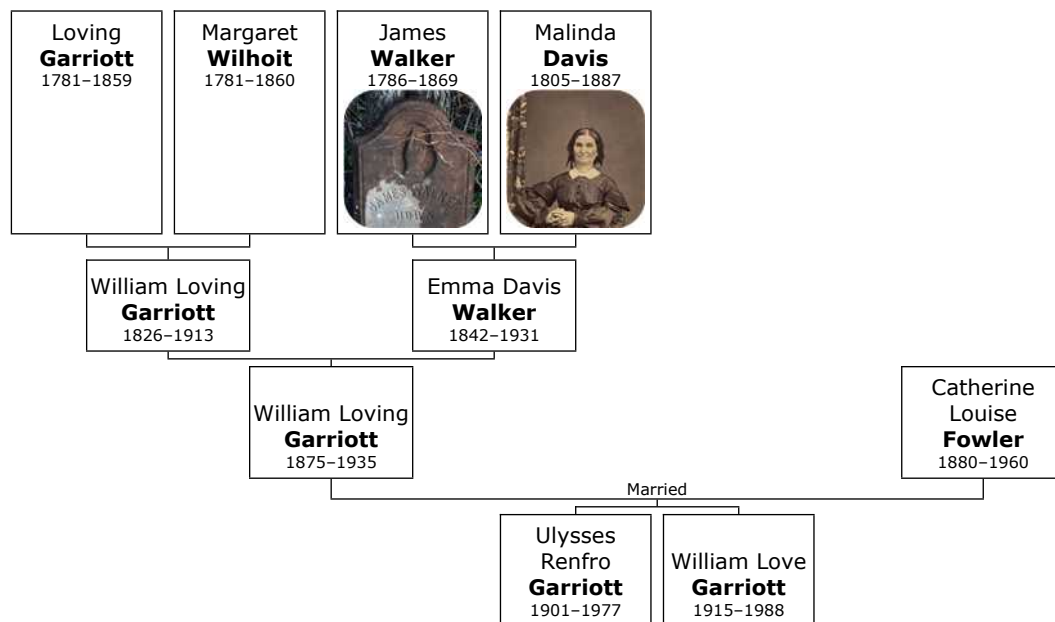 Loving
Garriott
1781–1859
Margaret
Wilhoit
1781–1860
James
Walker
1786–1869
Malinda
Davis
1805–1887
JAMES
William Loving
Garriott
1826–1913
Emma Davis
Walker
1842–1931
William Loving
Garriott
1875–1935
Catherine
Louise
Fowler
1880–1960
Married
Ulysses
Renfro
Garriott
1901–1977
William Love
Garriott
1915–1988